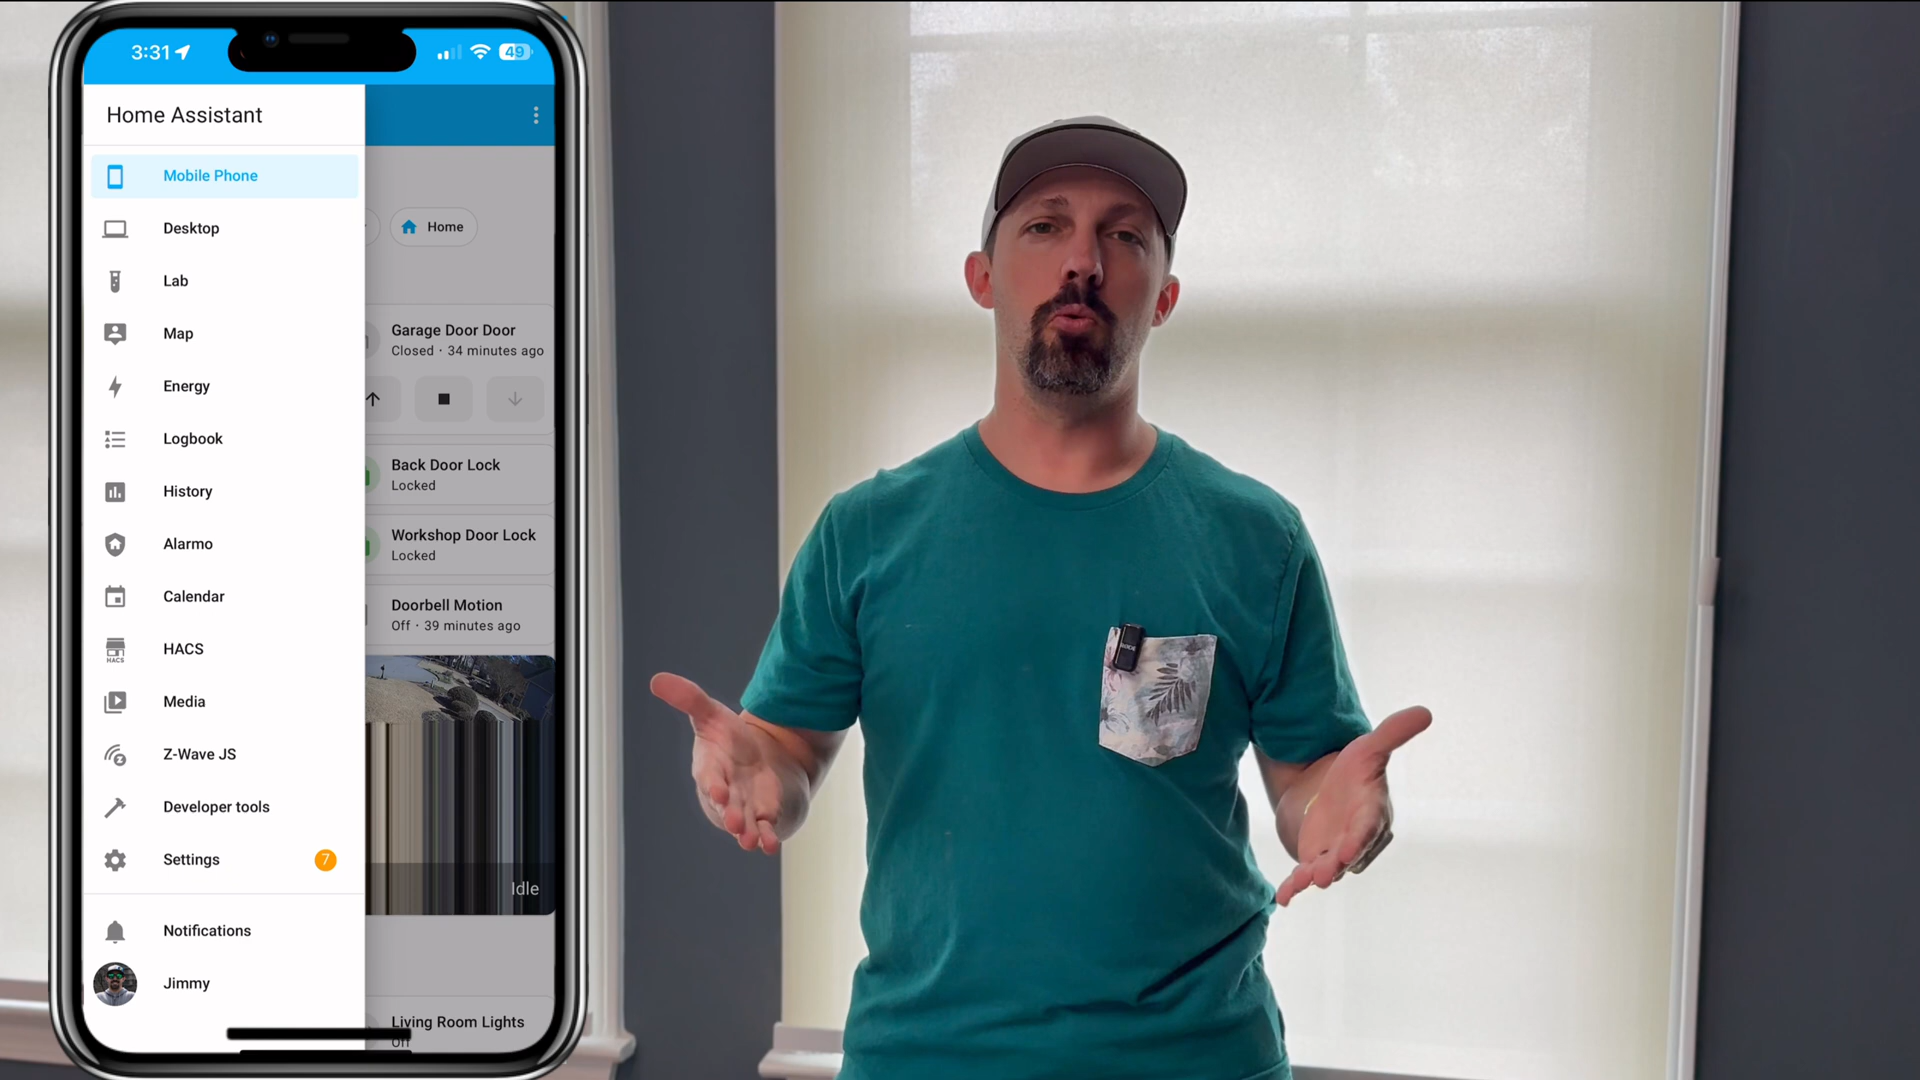 3:31
49
Home Assistant
Mobile Phone
Desktop
Lab
Map
Energy
Logbook
History
Alarmo
Calendar
HACS
HACS
Media
Z-Wave JS
Developer tools
Settings
7
Notifications
Jimmy
Home
Garage Door Door
Closed · 34 minutes ago
Back Door Lock
Locked
Workshop Door Lock
Locked
Doorbell Motion
Off · 39 minutes ago
Idle
Living Room Lights
Off